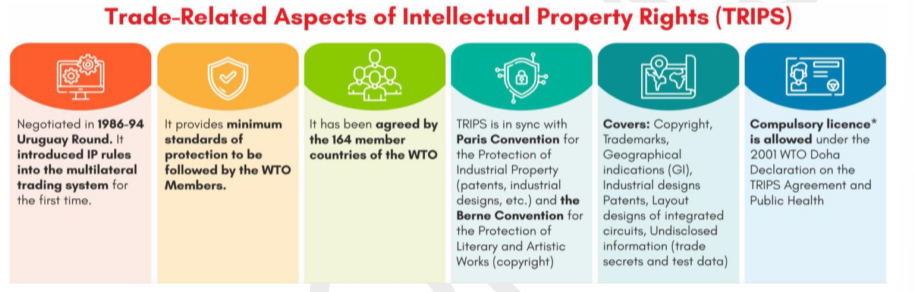 Trade-Related Aspects of Intellectual Property Rights (TRIPS)
Negotiated in 1986-94
Uruguay Round. It
introduced IP rules
into the multilateral
trading system for
the first time.
It provides minimum
standards of
protection to be
followed by the WTO
Members.
It has been agreed by
the 164 member
countries of the WTO
TRIPS is in sync with
Paris Convention for
the Protection of
Industrial Property
(patents, industrial
designs, etc.) and the
Berne Convention for
the Protection of
Literary and Artistic
Works (copyright)
Covers: Copyright,
Trademarks,
Geographical
indications (GI),
Industrial designs
Patents, Layout
designs of integrated
circuits, Undisclosed
information (trade
secrets and test data)
Compulsory licence*
is allowed under the
2001 WTO Doha
Declaration on the
TRIPS Agreement and
Public Health